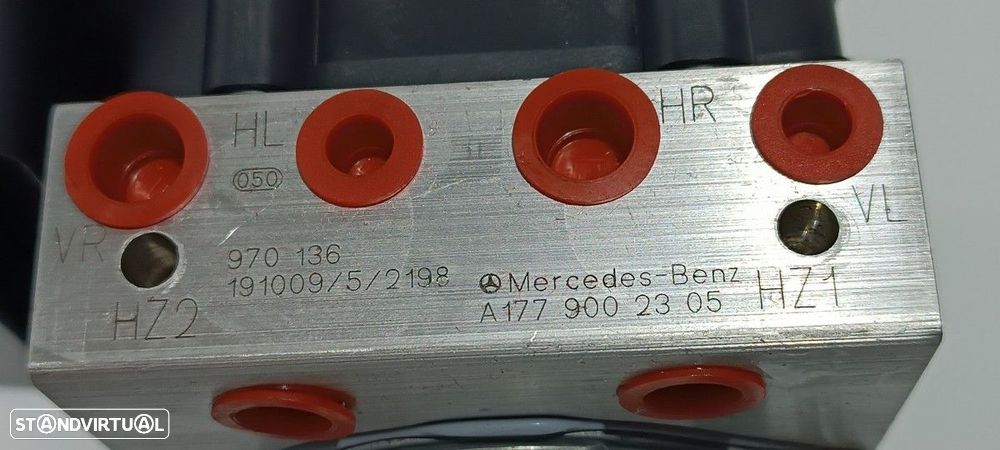 HL
HR
050
VR
VL
970 136
191009/5/2198
Mercedes-Benz
A177 900 23 05
HZ2
HZ1
STANDVIRTUAL